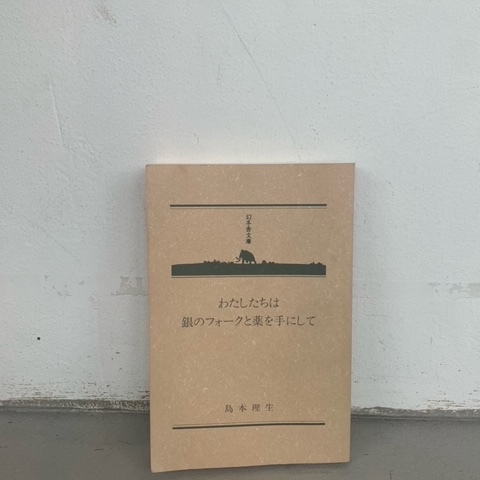 幻冬舎文庫
わたしたちは
銀のフォークと薬を手にして
島本理生